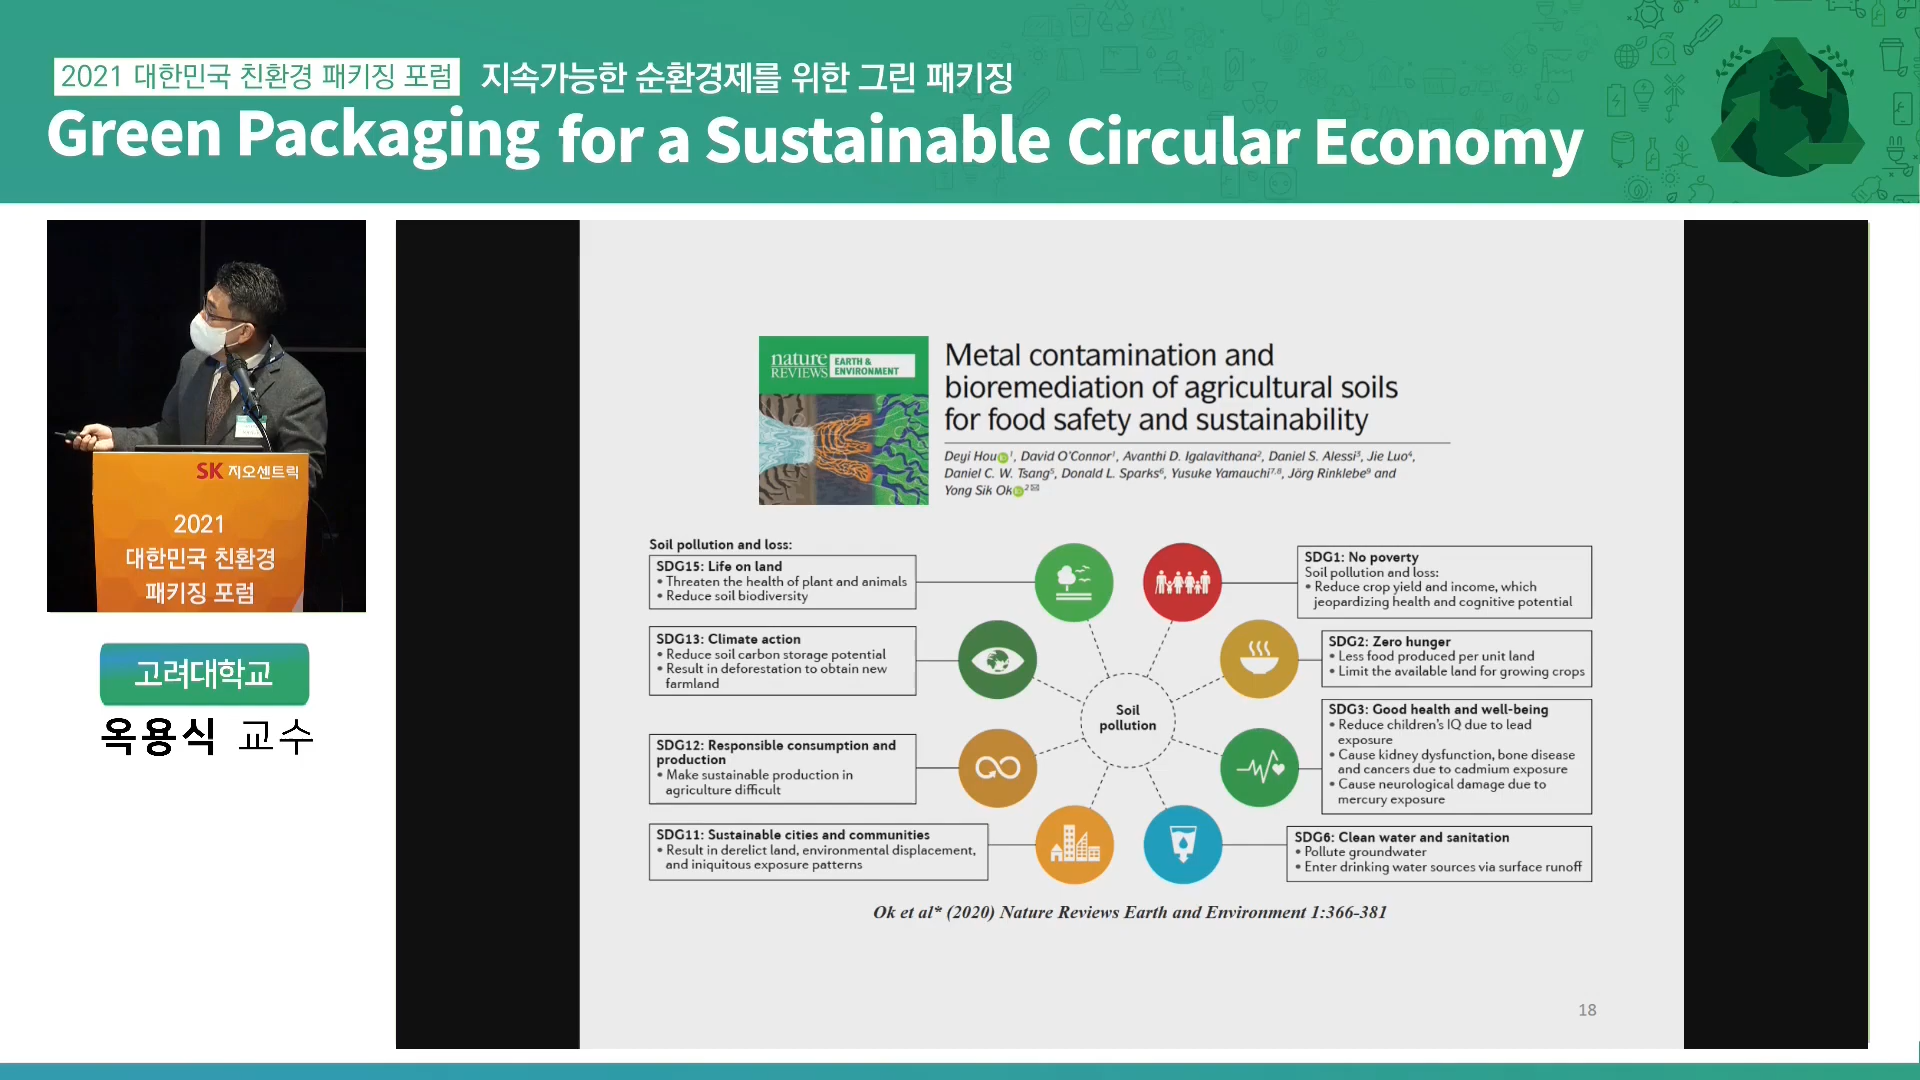 2021 대한민국 친환경 패키징 포럼 지속가능한 순환경제를 위한 그린 패키징
Green Packaging for a Sustainable Circular Economy
SK 지오센트릭
2021
대한민국 친환경
패키징 포럼
고려대학교
옥용식 교수
nature REVIEWS EARTH & ENVIRONMENT
Metal contamination and
bioremediation of agricultural soils
for food safety and sustainability
Deyi Hou¹, David O'Connor¹, Avanthi D. Igalavithana², Daniel S. Alessi³, Jie Luo⁴,
Daniel C. W. Tsang⁵, Donald L. Sparks⁶, Yusuke Yamauchi⁷,⁸, Jörg Rinklebe⁹ and
Yong Sik Ok²✉
Soil pollution and loss:
SDG15: Life on land
• Threaten the health of plant and animals
• Reduce soil biodiversity
SDG13: Climate action
• Reduce soil carbon storage potential
• Result in deforestation to obtain new
farmland
SDG12: Responsible consumption and
production
• Make sustainable production in
agriculture difficult
SDG11: Sustainable cities and communities
• Result in derelict land, environmental displacement,
and iniquitous exposure patterns
Soil
pollution
SDG1: No poverty
Soil pollution and loss:
• Reduce crop yield and income, which
jeopardizing health and cognitive potential
SDG2: Zero hunger
• Less food produced per unit land
• Limit the available land for growing crops
SDG3: Good health and well-being
• Reduce children's IQ due to lead
exposure
• Cause kidney dysfunction, bone disease
and cancers due to cadmium exposure
• Cause neurological damage due to
mercury exposure
SDG6: Clean water and sanitation
• Pollute groundwater
• Enter drinking water sources via surface runoff
Ok et al* (2020) Nature Reviews Earth and Environment 1:366-381
18